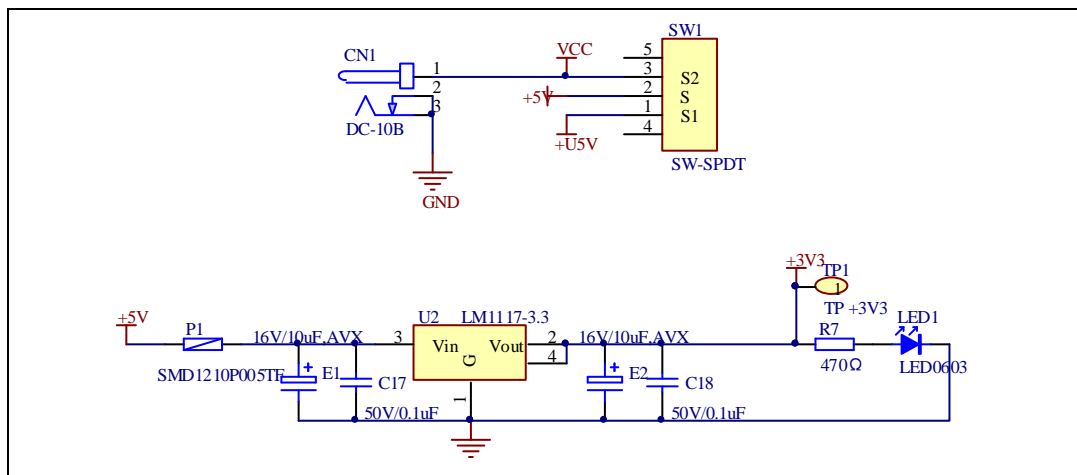 SW1
VCC
5
CN1
1
3
S2
2
+5V
2
S
3
1
S1
DC-10B
+U5V
4
SW-SPDT
GND
+3V3
TP1
1
TP +3V3
+5V
P1
16V/10uF,AVX
U2
LM1117-3.3
16V/10uF,AVX
R7
LED1
3
Vin
Vout
2
4
G
SMD1210P005TF
+
E1
C17
1
+
E2
C18
470Ω
LED0603
50V/0.1uF
50V/0.1uF